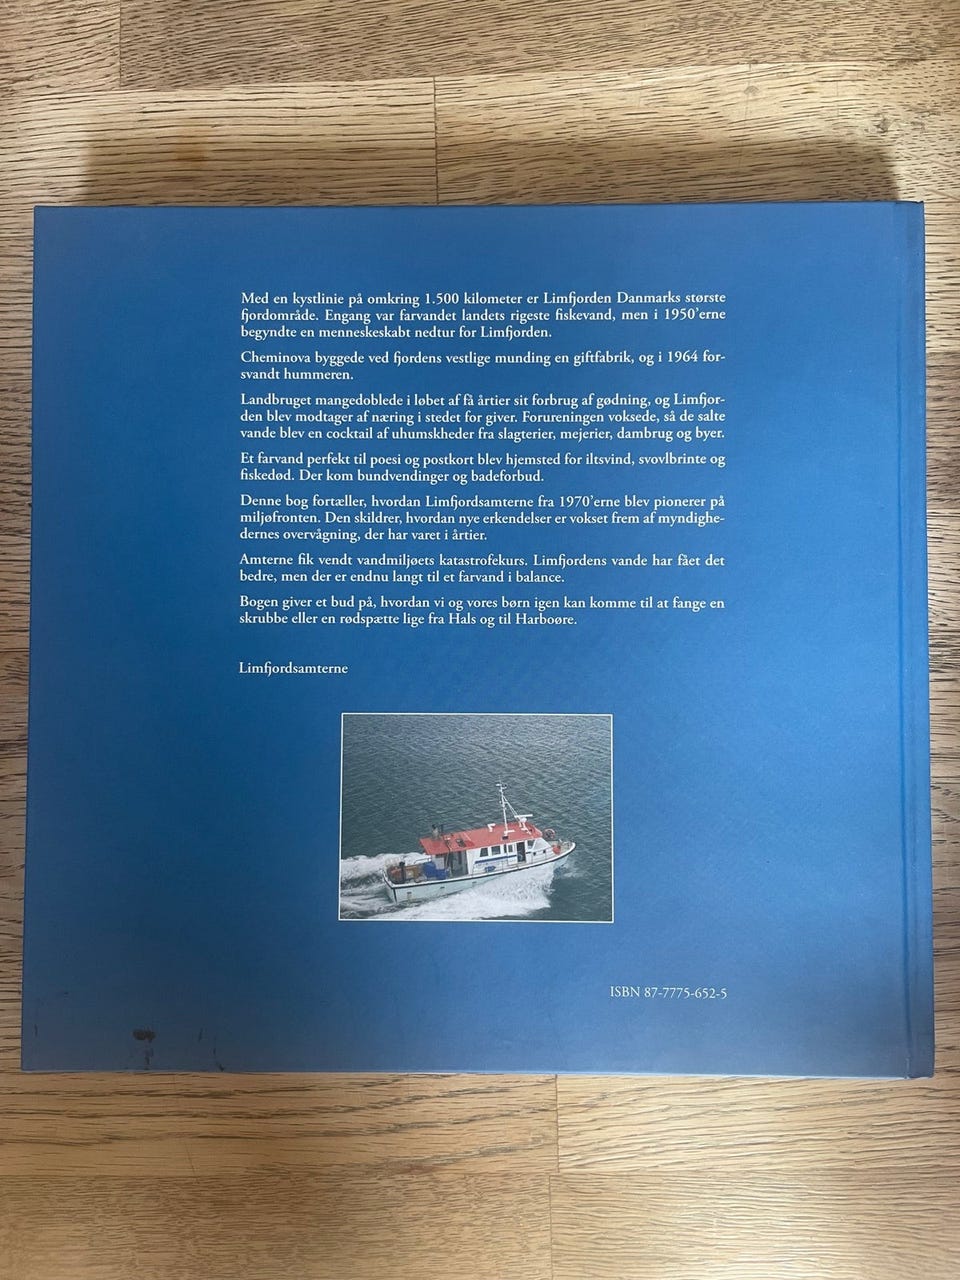 Med en kystlinie på omkring 1.500 kilometer er Limfjorden Danmarks største
fjordområde. Engang var farvandet landets rigeste fiskevand, men i 1950'erne
begyndte en menneskeskabt nedtur for Limfjorden.
Cheminova byggede ved fjordens vestlige munding en giftfabrik, og i 1964 for-
svandt hummeren.
Landbruget mangedoblede i løbet af få årtier sit forbrug af gødning, og Limfjor-
den blev modtager af næring i stedet for giver. Forureningen voksede, så de salte
vande blev en cocktail af uhumskheder fra slagterier, mejerier, dambrug og byer.
Et farvand perfekt til poesi og postkort blev hjemsted for iltsvind, svovlbrinte og
fiskedød. Der kom bundvendinger og badeforbud.
Denne bog fortæller, hvordan Limfjordsamterne fra 1970'erne blev pionerer på
miljøfronten. Den skildrer, hvordan nye erkendelser er vokset frem af myndighe-
dernes overvågning, der har varet i årtier.
Amterne fik vendt vandmiljøets katastrofekurs. Limfjordens vande har fået det
bedre, men der er endnu langt til et farvand i balance.
Bogen giver et bud på, hvordan vi og vores børn igen kan komme til at fange en
skrubbe eller en rødspætte lige fra Hals og til Harboøre.
Limfjordsamterne
ISBN 87-7775-652-5